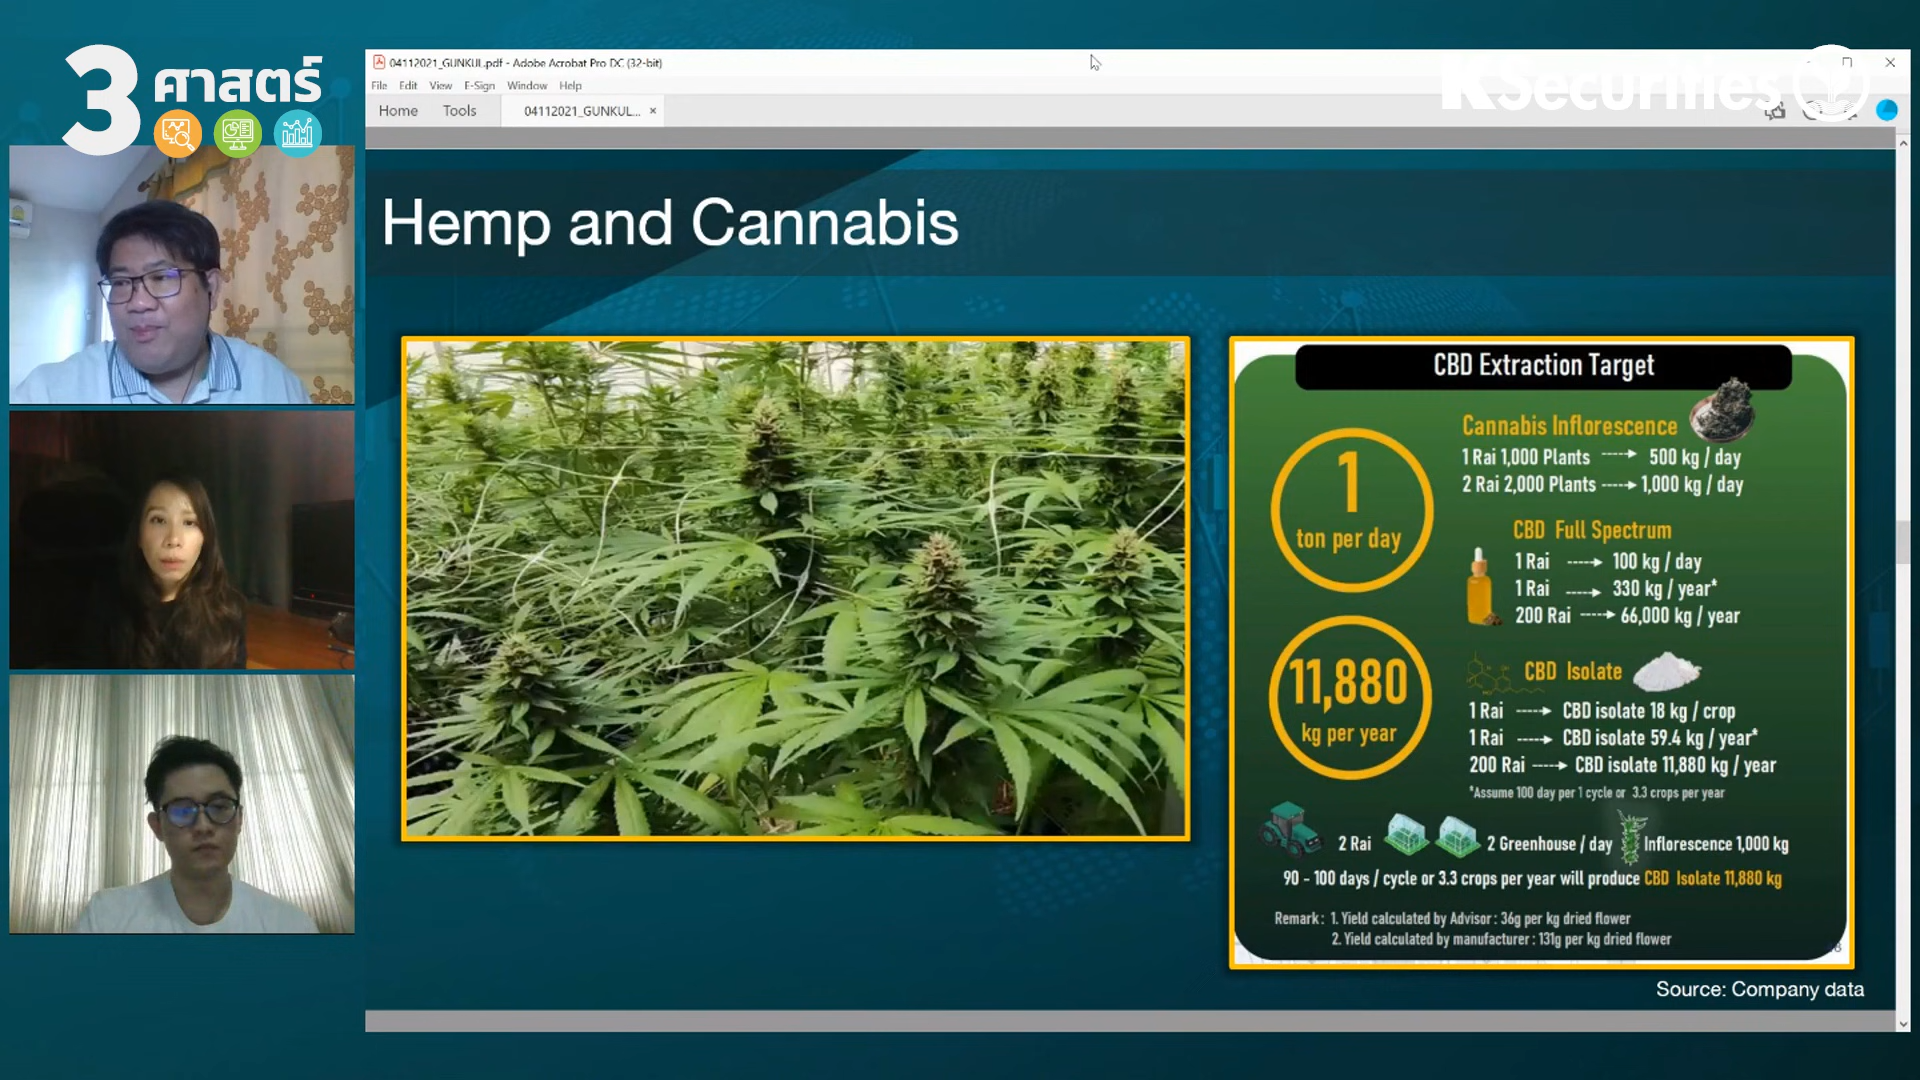 3 ศาสตร์
04112021_GUNKUL.pdf - Adobe Acrobat Pro DC (32-bit)
File Edit View E-Sign Window Help
Home Tools 04112021_GUNKUL... ×
KSecurities
Hemp and Cannabis
CBD Extraction Target
1
ton per day
Cannabis Inflorescence
1 Rai 1,000 Plants ----> 500 kg / day
2 Rai 2,000 Plants ----> 1,000 kg / day
CBD Full Spectrum
1 Rai ----> 100 kg / day
1 Rai ----> 330 kg / year*
200 Rai ----> 66,000 kg / year
11,880
kg per year
CBD Isolate
1 Rai ----> CBD isolate 18 kg / crop
1 Rai ----> CBD isolate 59.4 kg / year*
200 Rai ----> CBD isolate 11,880 kg / year
*Assume 100 day per 1 cycle or 3.3 crops per year
2 Rai 2 Greenhouse / day Inflorescence 1,000 kg
90 - 100 days / cycle or 3.3 crops per year will produce CBD Isolate 11,880 kg
Remark : 1. Yield calculated by Advisor : 36g per kg dried flower
2. Yield calculated by manufacturer : 131g per kg dried flower
Source: Company data